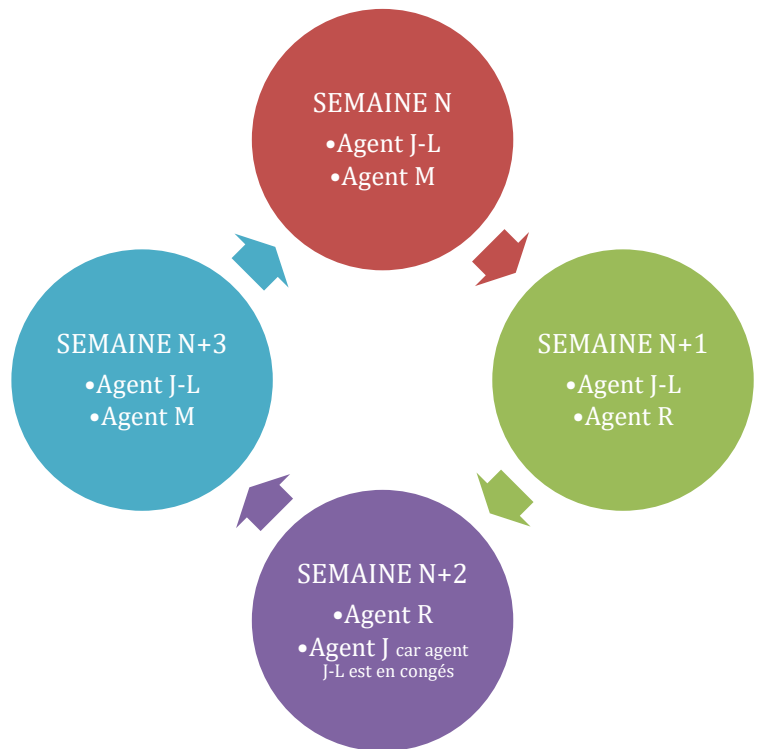 SEMAINE N
•Agent J-L
•Agent M
SEMAINE N+1
•Agent J-L
•Agent R
SEMAINE N+2
•Agent R
•Agent J car agent
J-L est en congés
SEMAINE N+3
•Agent J-L
•Agent M